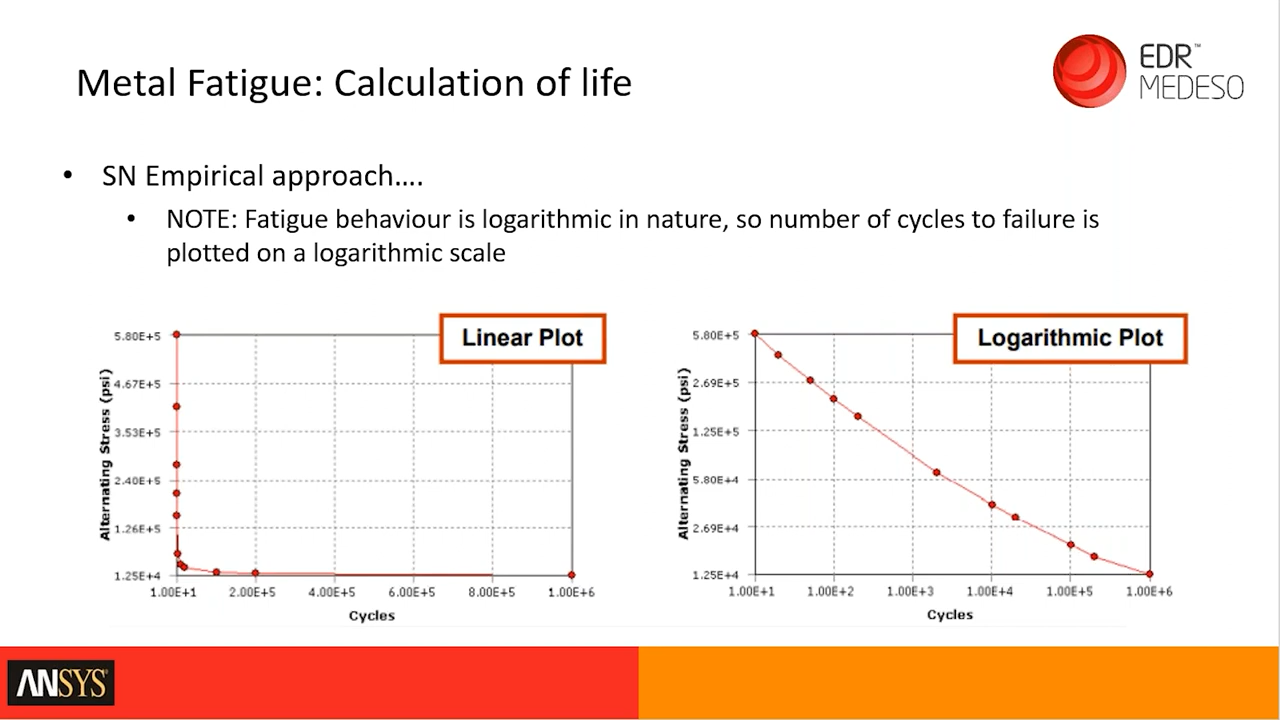 EDR™
MEDESO
Metal Fatigue: Calculation of life
• SN Empirical approach....
• NOTE: Fatigue behaviour is logarithmic in nature, so number of cycles to failure is
plotted on a logarithmic scale
Linear Plot
5.80E+5
4.67E+5
3.53E+5
2.40E+5
1.26E+5
1.25E+4
Alternating Stress (psi)
1.00E+1 2.00E+5 4.00E+5 6.00E+5 8.00E+5 1.00E+6
Cycles
Logarithmic Plot
5.80E+5
2.69E+5
1.25E+5
5.80E+4
2.69E+4
1.25E+4
Alternating Stress (psi)
1.00E+1 1.00E+2 1.00E+3 1.00E+4 1.00E+5 1.00E+6
Cycles
ANSYS®